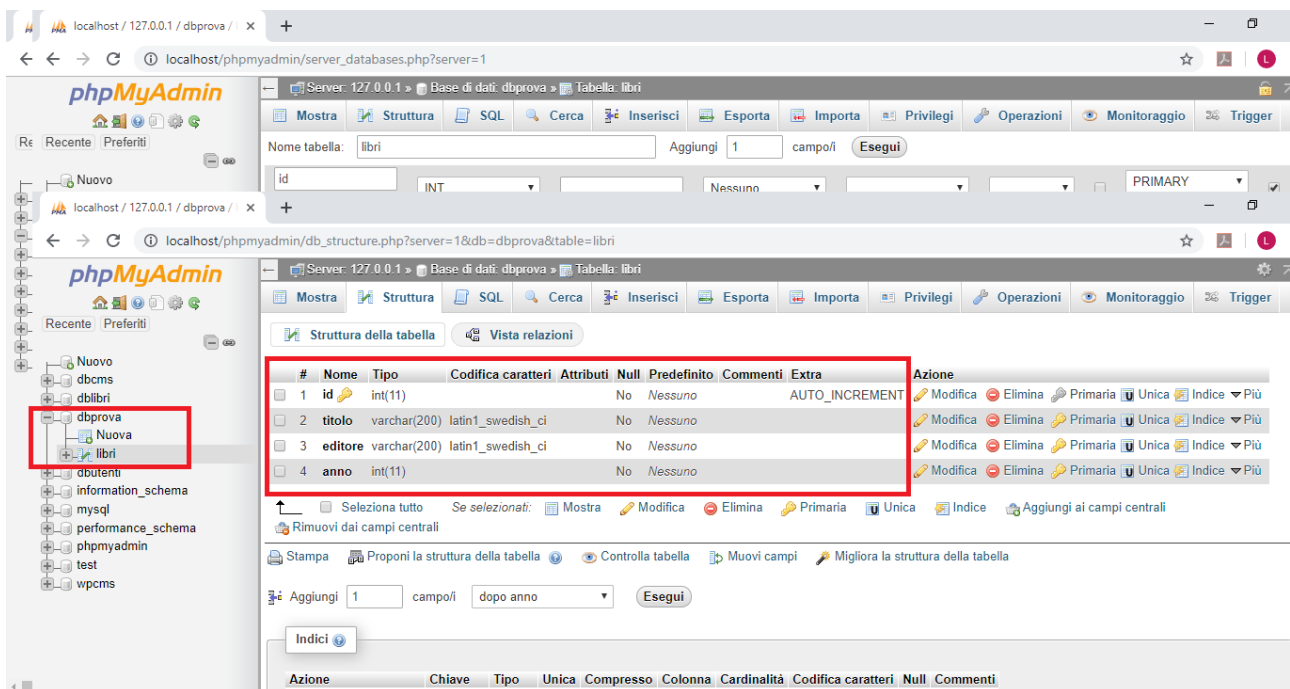 localhost / 127.0.0.1 / dbprova / l × +
localhost/phpmyadmin/server_databases.php?server=1 L
phpMyAdmin
Re Recente Preferiti
Nuovo
Server: 127.0.0.1 » Base di dati: dbprova » Tabella: libri
Mostra Struttura SQL Cerca Inserisci Esporta Importa Privilegi Operazioni Monitoraggio Trigger
Nome tabella: libri Aggiungi 1 campo/i Esegui
id INT Nessuno PRIMARY
localhost / 127.0.0.1 / dbprova / l × +
localhost/phpmyadmin/db_structure.php?server=1&db=dbprova&table=libri L
phpMyAdmin
Recente Preferiti
Nuovo
dbcms
dblibri
dbprova
Nuova
libri
dbutenti
information_schema
mysql
performance_schema
phpmyadmin
test
wpcms
Server: 127.0.0.1 » Base di dati: dbprova » Tabella: libri
Mostra Struttura SQL Cerca Inserisci Esporta Importa Privilegi Operazioni Monitoraggio Trigger
Struttura della tabella Vista relazioni
# Nome Tipo Codifica caratteri Attributi Null Predefinito Commenti Extra Azione
1 id int(11) No Nessuno AUTO_INCREMENT Modifica Elimina Primaria Unica Indice Più
2 titolo varchar(200) latin1_swedish_ci No Nessuno Modifica Elimina Primaria Unica Indice Più
3 editore varchar(200) latin1_swedish_ci No Nessuno Modifica Elimina Primaria Unica Indice Più
4 anno int(11) No Nessuno Modifica Elimina Primaria Unica Indice Più
Seleziona tutto Se selezionati: Mostra Modifica Elimina Primaria Unica Indice Aggiungi ai campi centrali
Rimuovi dai campi centrali
Stampa Proponi la struttura della tabella Controlla tabella Muovi campi Migliora la struttura della tabella
Aggiungi 1 campo/i dopo anno Esegui
Indici
Azione Chiave Tipo Unica Compresso Colonna Cardinalità Codifica caratteri Null Commenti